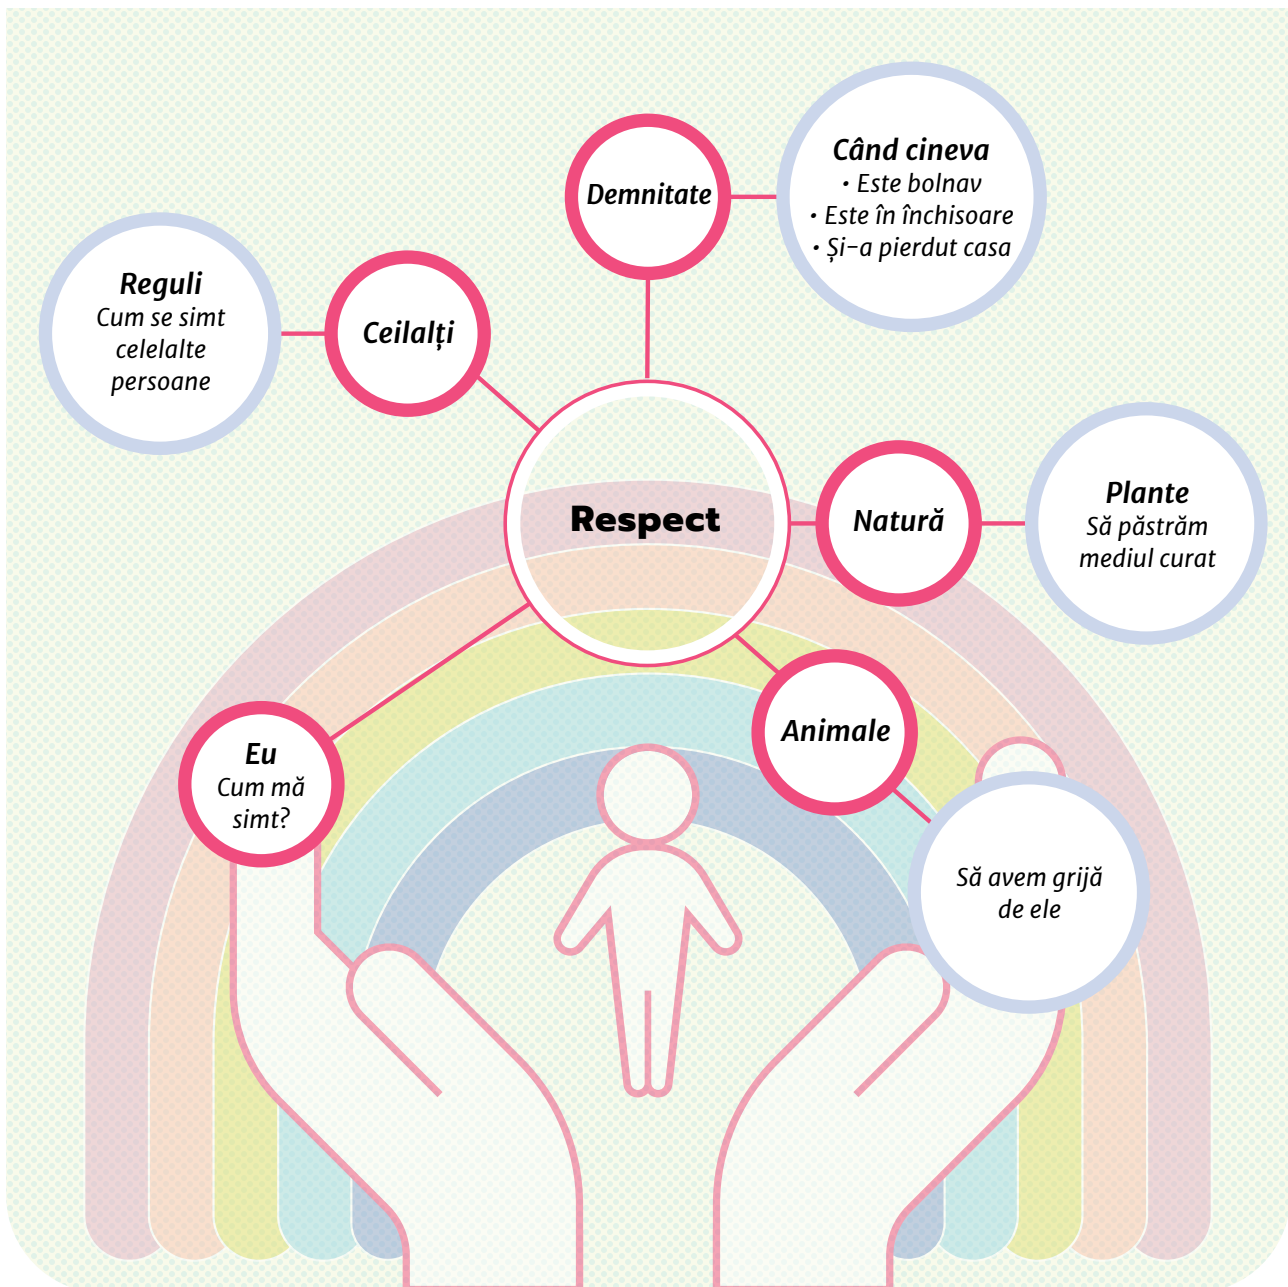 Demnitate
Când cineva
• Este bolnav
• Este în închisoare
• Și-a pierdut casa
Reguli
Cum se simt
celelalte
persoane
Ceilalți
Respect
Natură
Plante
Să păstrăm
mediul curat
Eu
Cum mă
simt?
Animale
Să avem grijă
de ele